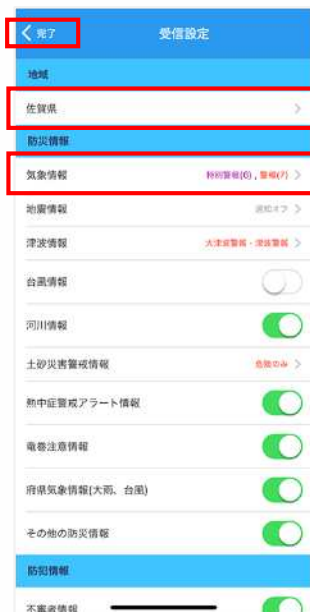 完了 受信設定
地域
佐賀県
防災情報
気象情報 特別警報(6) , 警報(7)
地震情報 通知オフ
津波情報 大津波警報・津波警報
台風情報
河川情報
土砂災害警戒情報 危険のみ
熱中症警戒アラート情報
竜巻注意情報
府県気象情報(大雨、台風)
その他の防災情報
防犯情報
不審者情報